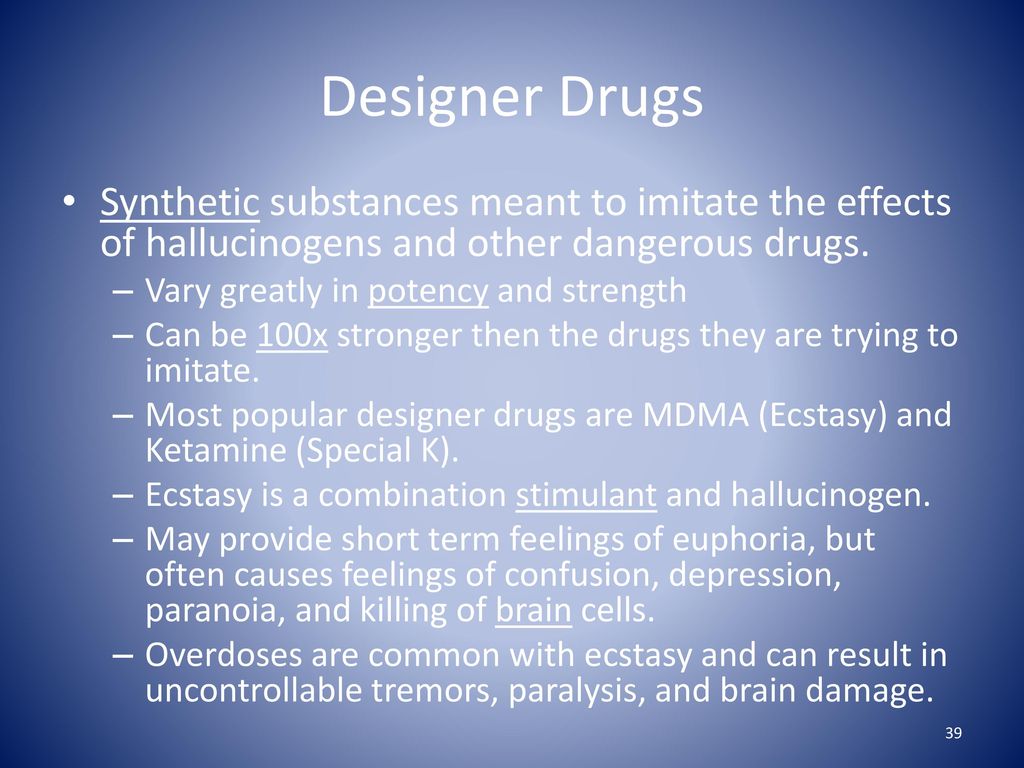 Designer Drugs
• Synthetic substances meant to imitate the effects
of hallucinogens and other dangerous drugs.
– Vary greatly in potency and strength
– Can be 100x stronger then the drugs they are trying to
imitate.
– Most popular designer drugs are MDMA (Ecstasy) and
Ketamine (Special K).
– Ecstasy is a combination stimulant and hallucinogen.
– May provide short term feelings of euphoria, but
often causes feelings of confusion, depression,
paranoia, and killing of brain cells.
– Overdoses are common with ecstasy and can result in
uncontrollable tremors, paralysis, and brain damage.
39